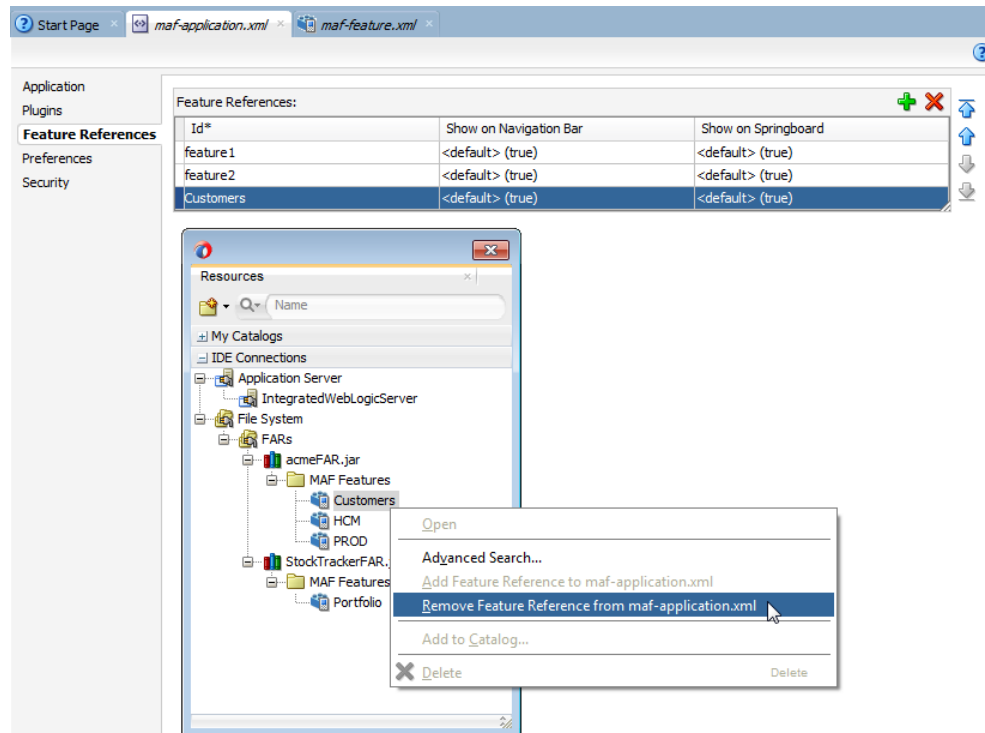 Start Page maf-application.xml maf-feature.xml
Application
Plugins
Feature References
Preferences
Security
Feature References:
Id* Show on Navigation Bar Show on Springboard
feature1 <default> (true) <default> (true)
feature2 <default> (true) <default> (true)
Customers <default> (true) <default> (true)
Resources
Name
My Catalogs
IDE Connections
Application Server
IntegratedWebLogicServer
File System
FARs
acmeFAR.jar
MAF Features
Customers
HCM
PROD
StockTrackerFAR.
MAF Features
Portfolio
Open
Advanced Search...
Add Feature Reference to maf-application.xml
Remove Feature Reference from maf-application.xml
Add to Catalog...
Delete Delete